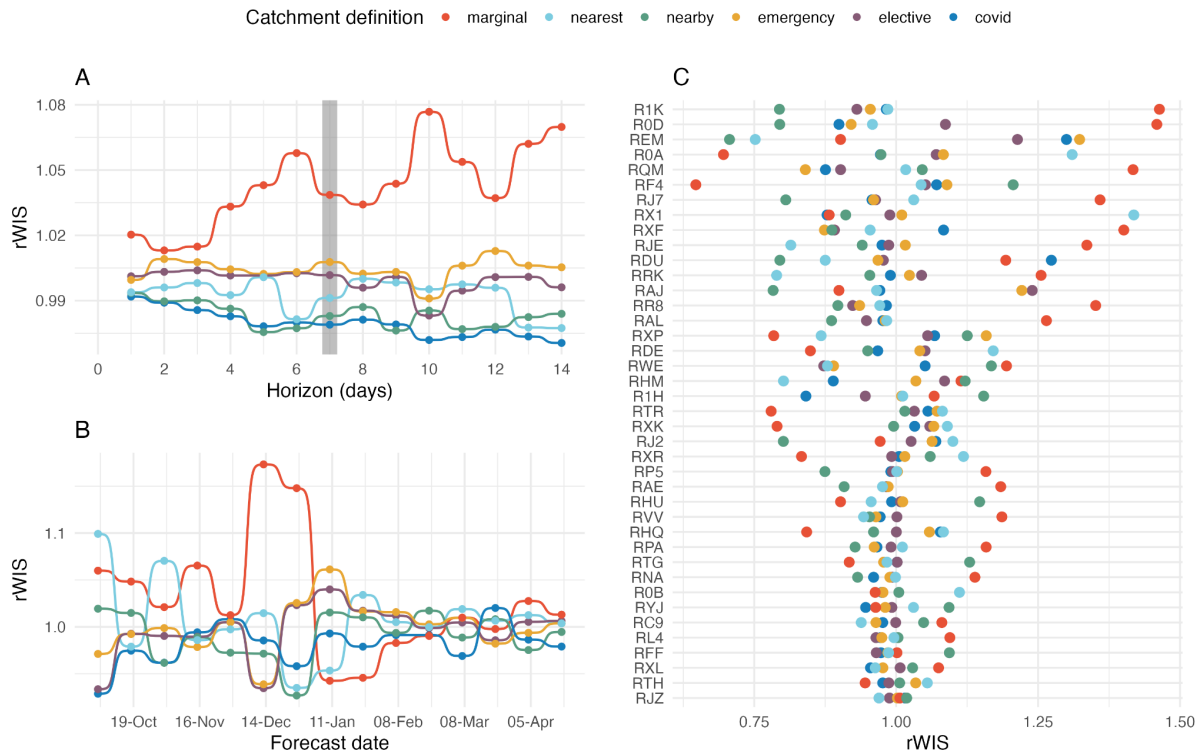 Catchment definition marginal nearest nearby emergency elective covid
A
1.08
1.05
1.02
0.99
rWIS
0 2 4 6 8 10 12 14
Horizon (days)
B
1.1
1.0
rWIS
19-Oct 16-Nov 14-Dec 11-Jan 08-Feb 08-Mar 05-Apr
Forecast date
C
R1K
R0D
REM
R0A
RQM
RF4
RJ7
RX1
RXF
RJE
RDU
RRK
RAJ
RR8
RAL
RXP
RDE
RWE
RHM
R1H
RTR
RXK
RJ2
RXR
RP5
RAE
RHU
RVV
RHQ
RPA
RTG
RNA
R0B
RYJ
RC9
RL4
RFF
RXL
RTH
RJZ
0.75 1.00 1.25 1.50
rWIS